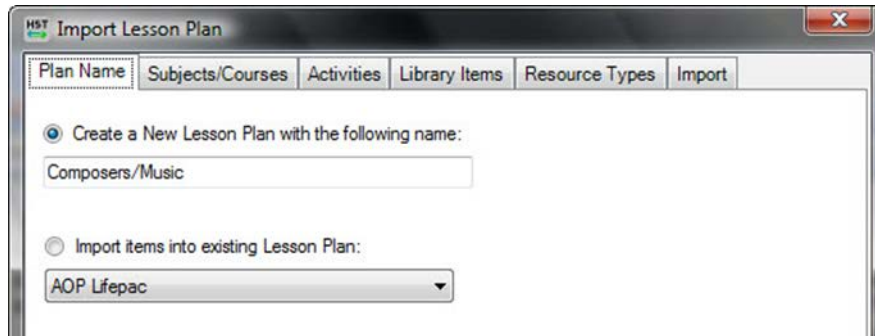 HST Import Lesson Plan
Plan Name Subjects/Courses Activities Library Items Resource Types Import
Create a New Lesson Plan with the following name:
Composers/Music
Import items into existing Lesson Plan:
AOP Lifepac